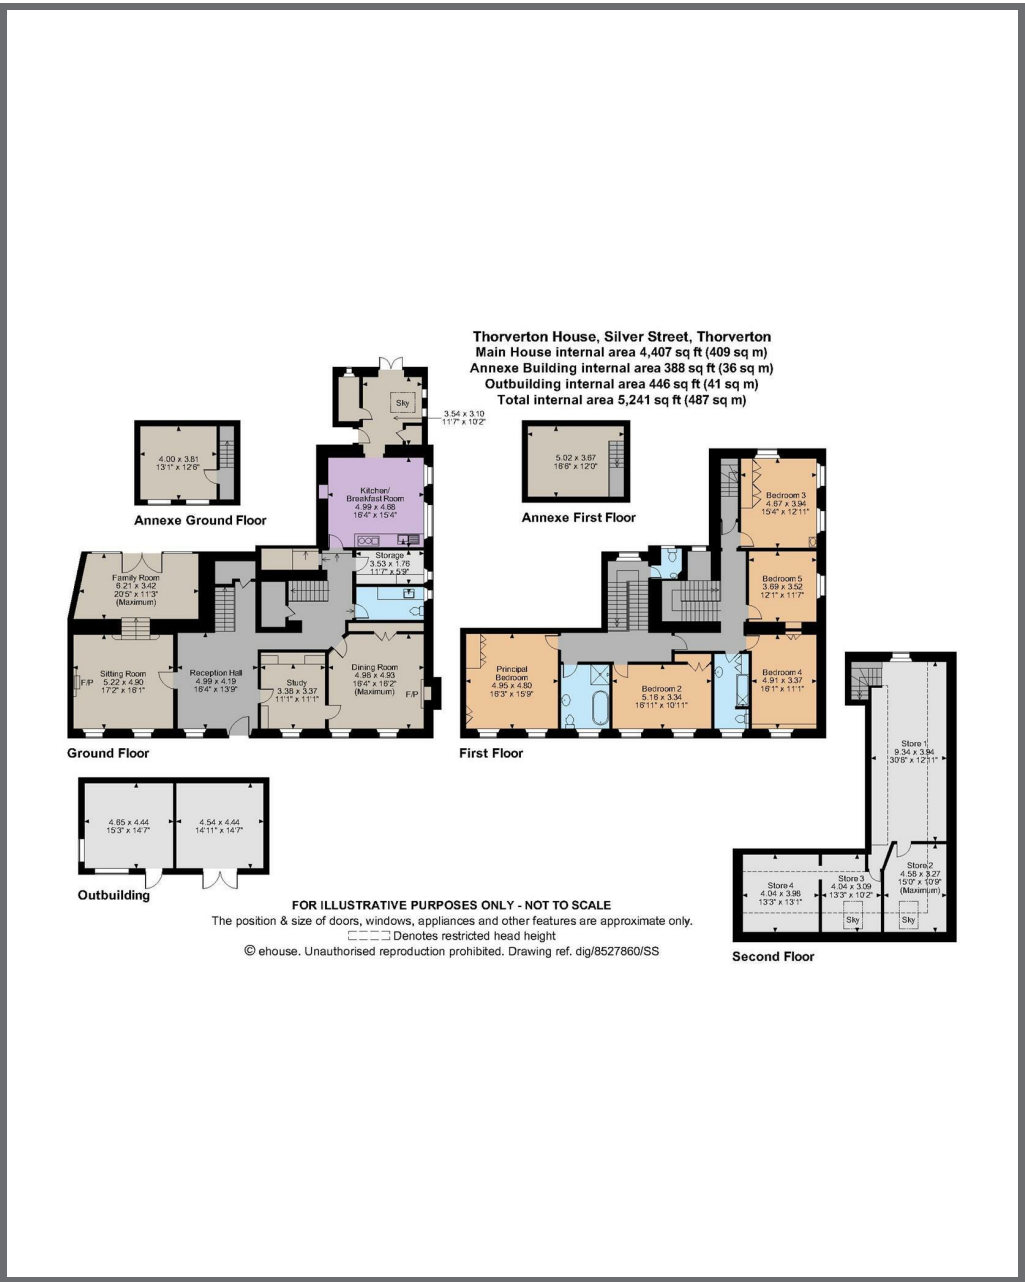 Thorverton House, Silver Street, Thorverton
Main House internal area 4,407 sq ft (409 sq m)
Annexe Building internal area 388 sq ft (36 sq m)
Outbuilding internal area 446 sq ft (41 sq m)
Total internal area 5,241 sq ft (487 sq m)
Sky
3.54 x 3.10
11'7" x 10'2"
4.00 x 3.81
13'1" x 12'6"
Annexe Ground Floor
5.02 x 3.67
16'6" x 12'0"
Annexe First Floor
Kitchen/
Breakfast Room
4.99 x 4.68
16'4" x 15'4"
Storage
3.53 x 1.76
11'7" x 5'9"
Family Room
6.21 x 3.42
20'5" x 11'3"
(Maximum)
Sitting Room
5.22 x 4.90
17'2" x 16'1"
F/P
Reception Hall
4.99 x 4.19
16'4" x 13'9"
Study
3.38 x 3.37
11'1" x 11'1"
Dining Room
4.98 x 4.93
16'4" x 16'2"
(Maximum)
F/P
Ground Floor
Bedroom 3
4.67 x 3.94
15'4" x 12'11"
Bedroom 5
3.69 x 3.52
12'1" x 11'7"
Principal
Bedroom
4.95 x 4.80
16'3" x 15'9"
Bedroom 2
5.16 x 3.34
16'11" x 10'11"
Bedroom 4
4.91 x 3.37
16'1" x 11'1"
First Floor
4.65 x 4.44
15'3" x 14'7"
4.54 x 4.44
14'11" x 14'7"
Outbuilding
Store 1
9.34 x 3.94
30'8" x 12'11"
Store 2
4.58 x 3.27
15'0" x 10'9"
(Maximum)
Store 3
4.04 x 3.09
13'3" x 10'2"
Store 4
4.04 x 3.98
13'3" x 13'1"
Sky
Sky
Second Floor
FOR ILLUSTRATIVE PURPOSES ONLY - NOT TO SCALE
The position & size of doors, windows, appliances and other features are approximate only.
Denotes restricted head height
© ehouse. Unauthorised reproduction prohibited. Drawing ref. dig/8527860/SS